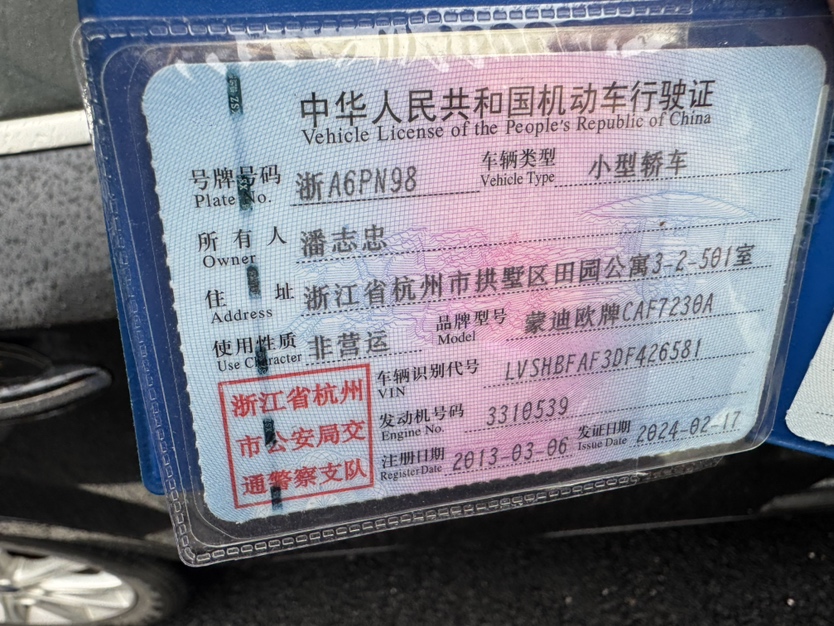 中华人民共和国机动车行驶证
Vehicle License of the People's Republic of China
号牌号码 浙A6PN98 车辆类型 小型轿车
Plate No. Vehicle Type
所有人 潘志忠
Owner
住址 浙江省杭州市拱墅区田园公寓3-2-501室
Address
使用性质 非营运 品牌型号 蒙迪欧牌CAF7230A
Use Character Model
浙江省杭州
市公安局交
通警察支队
车辆识别代号 LVSHBFAF3DF426581
VIN
发动机号码 3310539
Engine No.
注册日期 2013-03-06 发证日期 2024-02-17
Register Date Issue Date